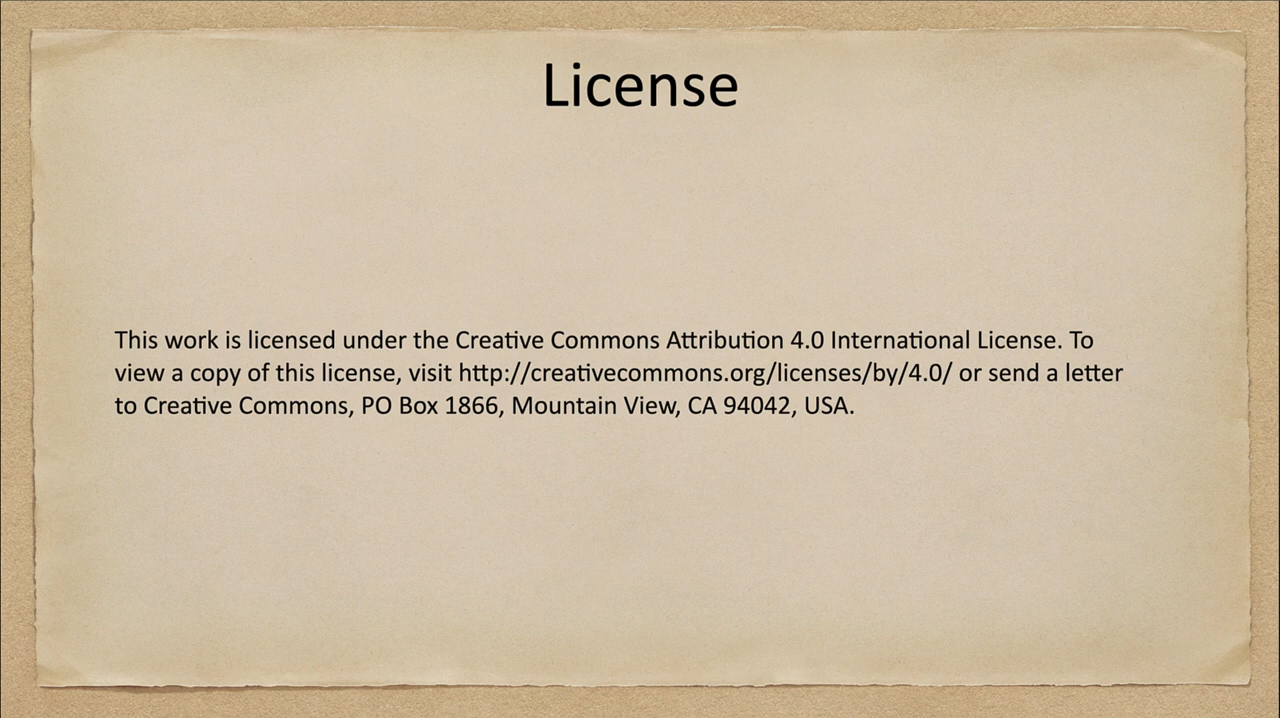 License
This work is licensed under the Creative Commons Attribution 4.0 International License. To
view a copy of this license, visit http://creativecommons.org/licenses/by/4.0/ or send a letter
to Creative Commons, PO Box 1866, Mountain View, CA 94042, USA.